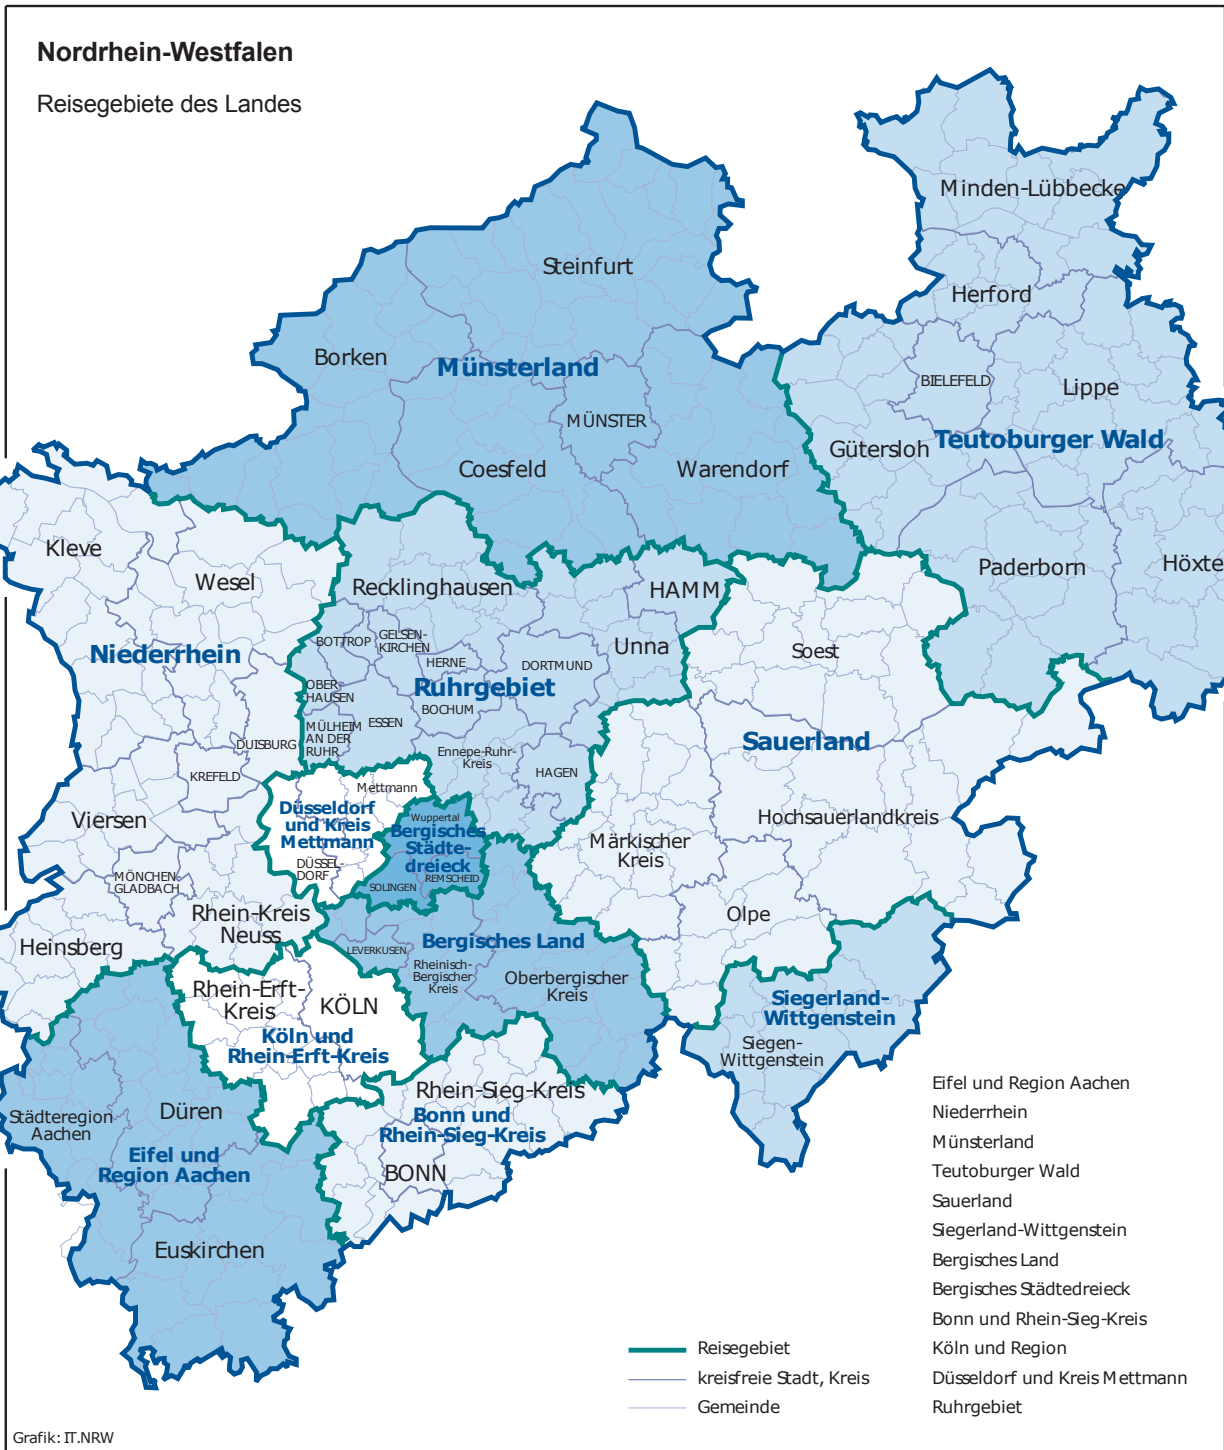 Nordrhein-Westfalen
Reisegebiete des Landes
Minden-Lübbecke
Steinfurt
Herford
Borken
Münsterland
BIELEFELD
Lippe
MÜNSTER
Teutoburger Wald
Gütersloh
Coesfeld
Warendorf
Kleve
Wesel
Recklinghausen
HAMM
Paderborn
Höxte
Niederrhein
BOTTROP
GELSEN-
KIRCHEN
HERNE
DORTMUND
Unna
Soest
Ruhrgebiet
OBER-
HAUSEN
BOCHUM
ESSEN
MÜLHEIM
AN DER
RUHR
DUISBURG
Ennepe-Ruhr-
Kreis
HAGEN
Sauerland
KREFELD
Mettmann
Düsseldorf
und Kreis
Mettmann
Viersen
Wuppertal
Bergisches
Städte-
dreieck
Hochsauerlandkreis
Märkischer
Kreis
DÜSSEL-
DORF
MÖNCHEN-
GLADBACH
SOLINGEN
REMSCHEID
Rhein-Kreis
Neuss
Olpe
Heinsberg
LEVERKUSEN
Bergisches Land
Rheinisch-
Bergischer
Kreis
Oberbergischer
Kreis
Rhein-Erft-
Kreis
KÖLN
Siegerland-
Wittgenstein
Köln und
Rhein-Erft-Kreis
Siegen-
Wittgenstein
Rhein-Sieg-Kreis
Bonn und
Rhein-Sieg-Kreis
Städteregion
Aachen
Düren
Eifel und
Region Aachen
BONN
Euskirchen
Eifel und Region Aachen
Niederrhein
Münsterland
Teutoburger Wald
Sauerland
Siegerland-Wittgenstein
Bergisches Land
Bergisches Städtedreieck
Bonn und Rhein-Sieg-Kreis
Köln und Region
Düsseldorf und Kreis Mettmann
Ruhrgebiet
Reisegebiet
kreisfreie Stadt, Kreis
Gemeinde
Grafik: IT.NRW